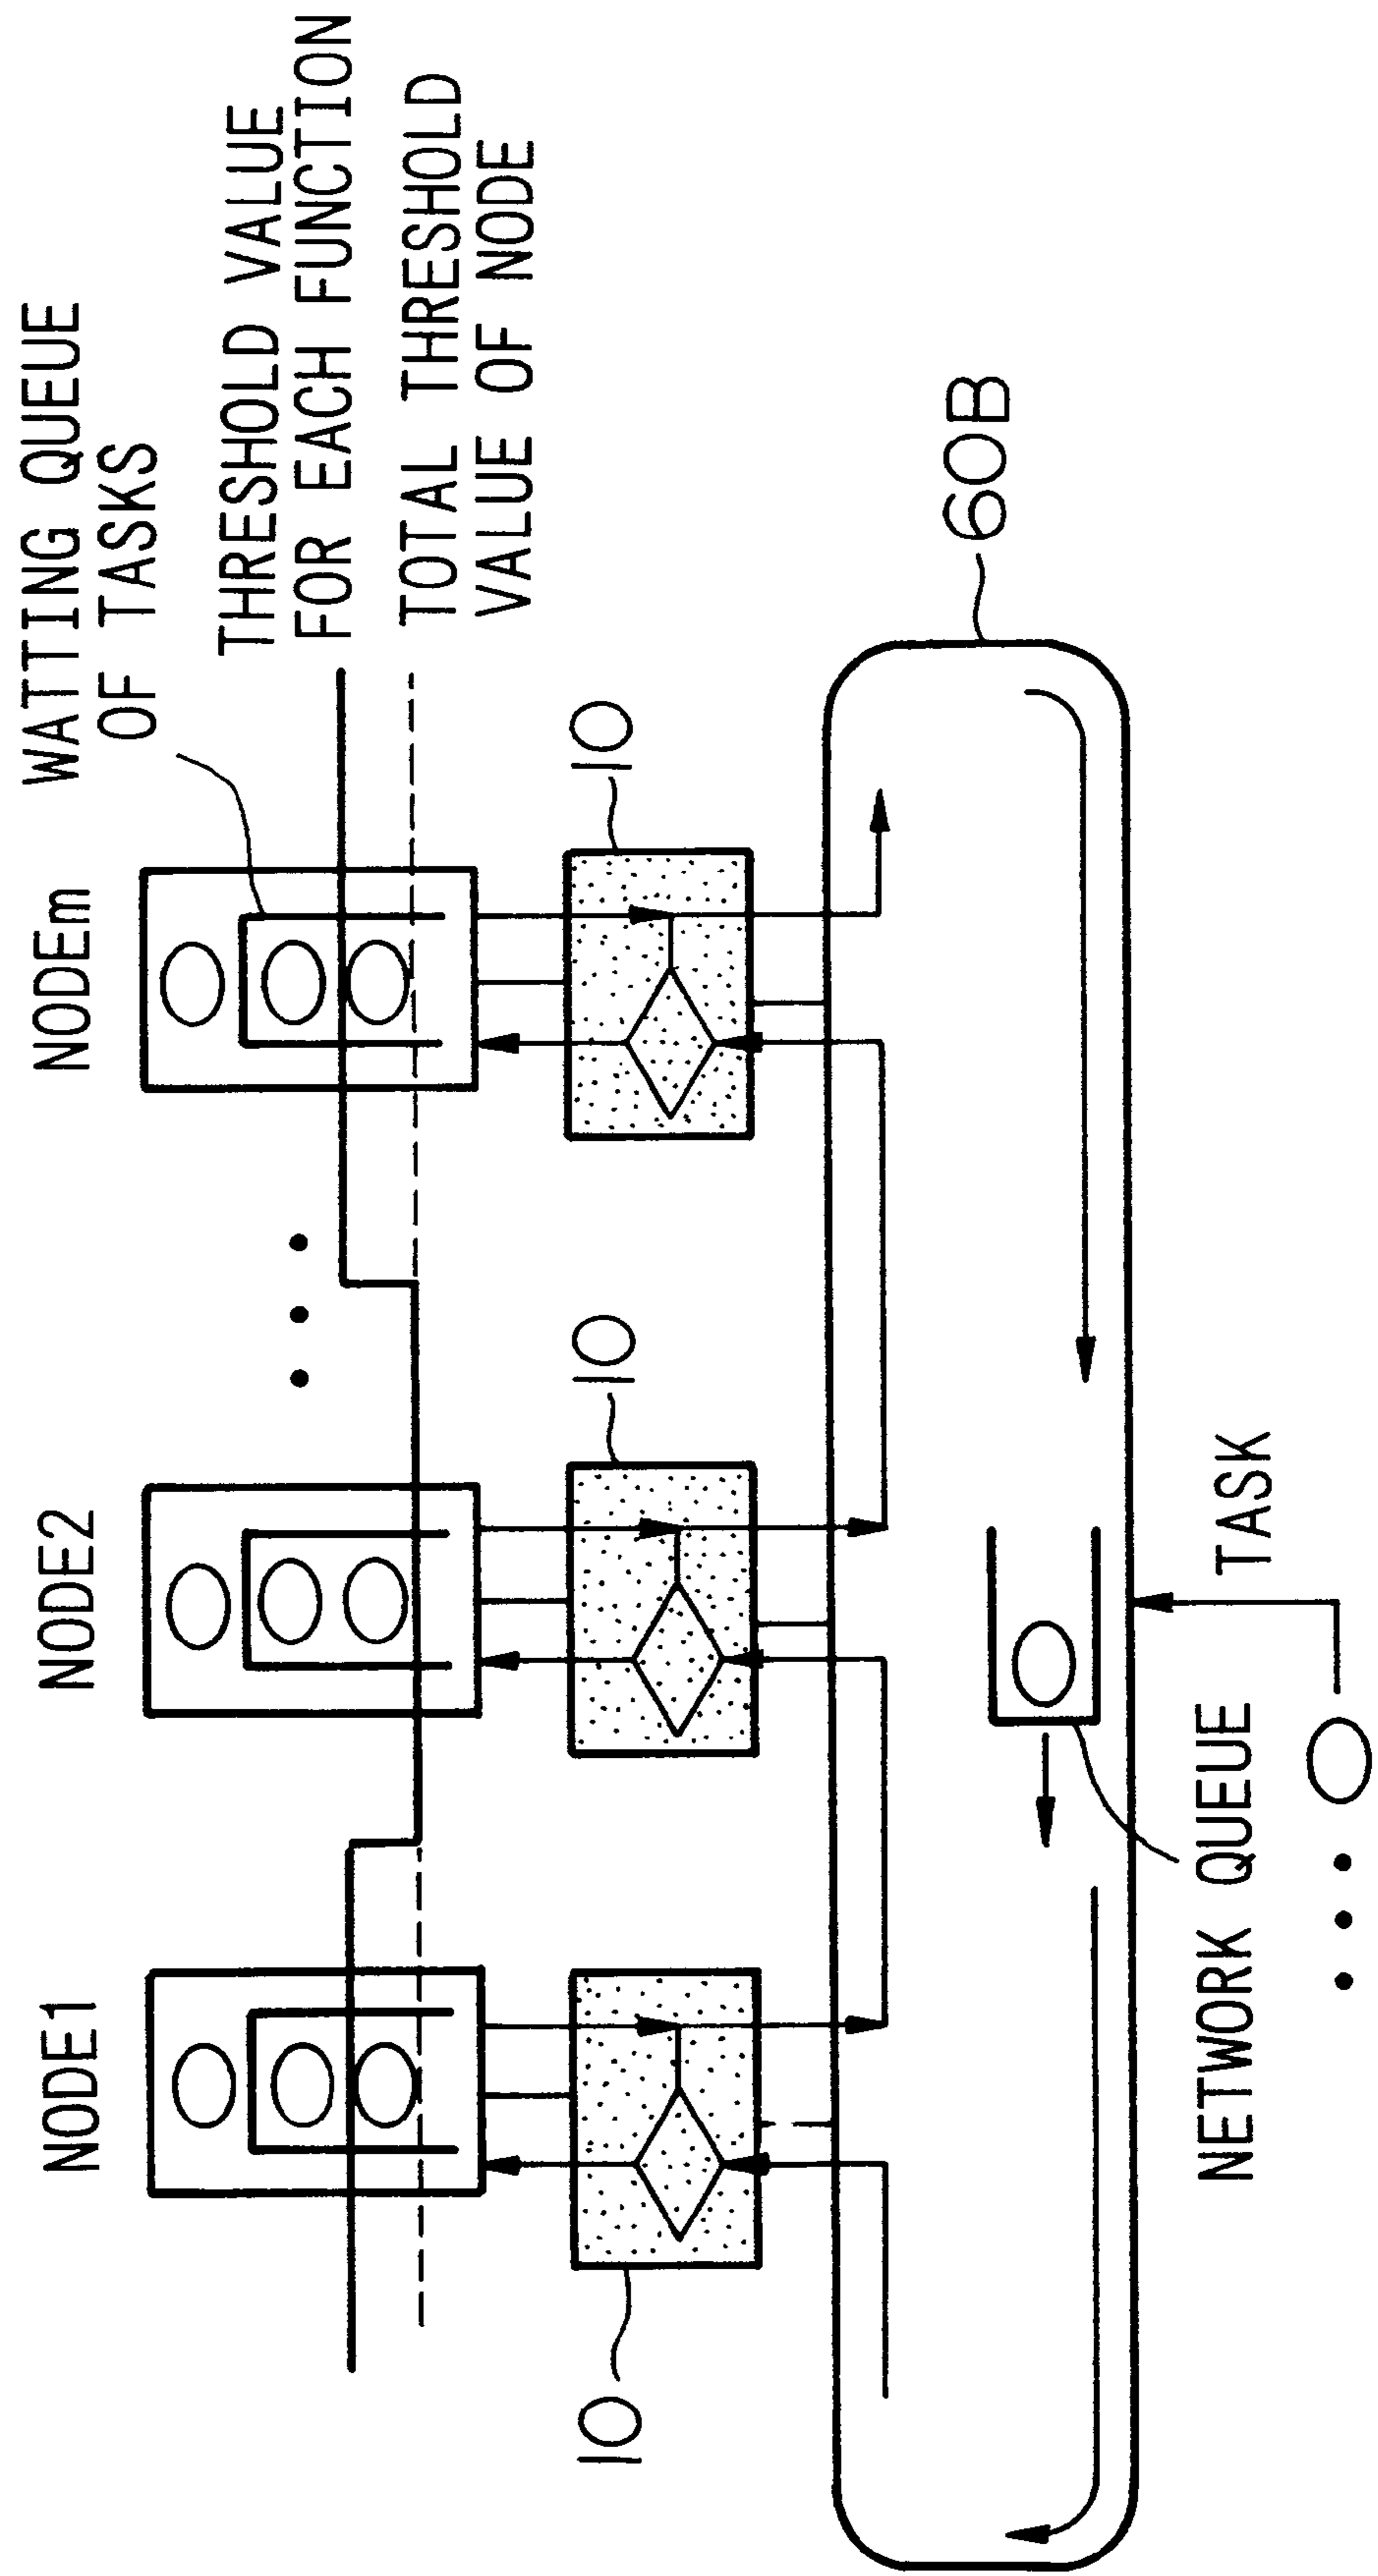 NODE1
NODE2
NODEm
WATTING QUEUE
OF TASKS
THRESHOLD VALUE
FOR EACH FUNCTION
TOTAL THRESHOLD
VALUE OF NODE
10
10
10
60B
NETWORK QUEUE
TASK